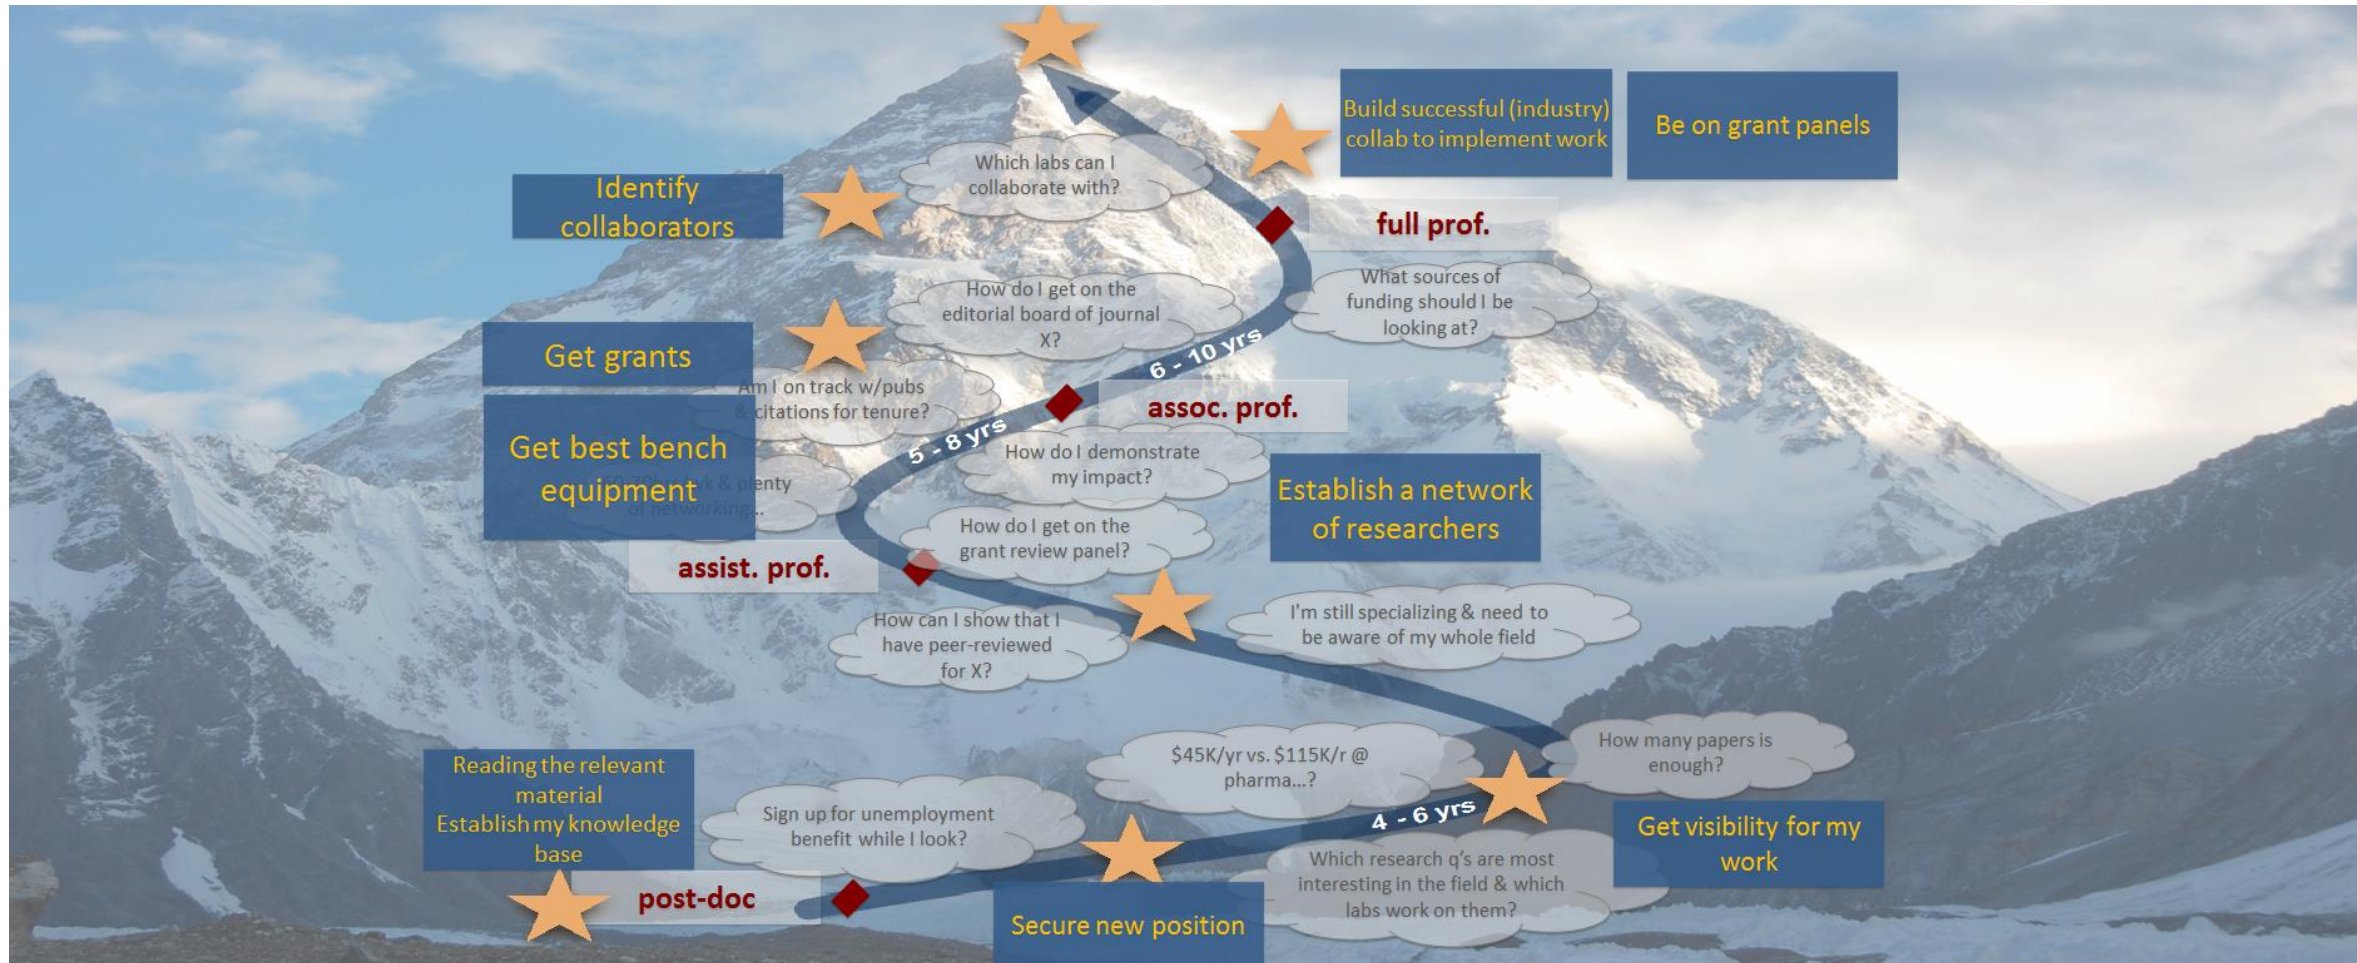 Build successful (industry)
collab to implement work
Be on grant panels
Which labs can I
collaborate with?
Identify
collaborators
full prof.
What sources of
funding should I be
looking at?
How do I get on the
editorial board of journal
X?
6 - 10 yrs
Get grants
Am I on track w/pubs
& citations for tenure?
assoc. prof.
5 - 8 yrs
Get best bench
equipment
& plenty
of networking...
How do I demonstrate
my impact?
Establish a network
of researchers
How do I get on the
grant review panel?
assist. prof.
How can I show that I
have peer-reviewed
for X?
I'm still specializing & need to
be aware of my whole field
How many papers is
enough?
$45K/yr vs. $115K/r @
pharma...?
Reading the relevant
material
Establish my knowledge
base
Sign up for unemployment
benefit while I look?
4 - 6 yrs
Get visibility for my
work
Which research q's are most
interesting in the field & which
labs work on them?
post-doc
Secure new position